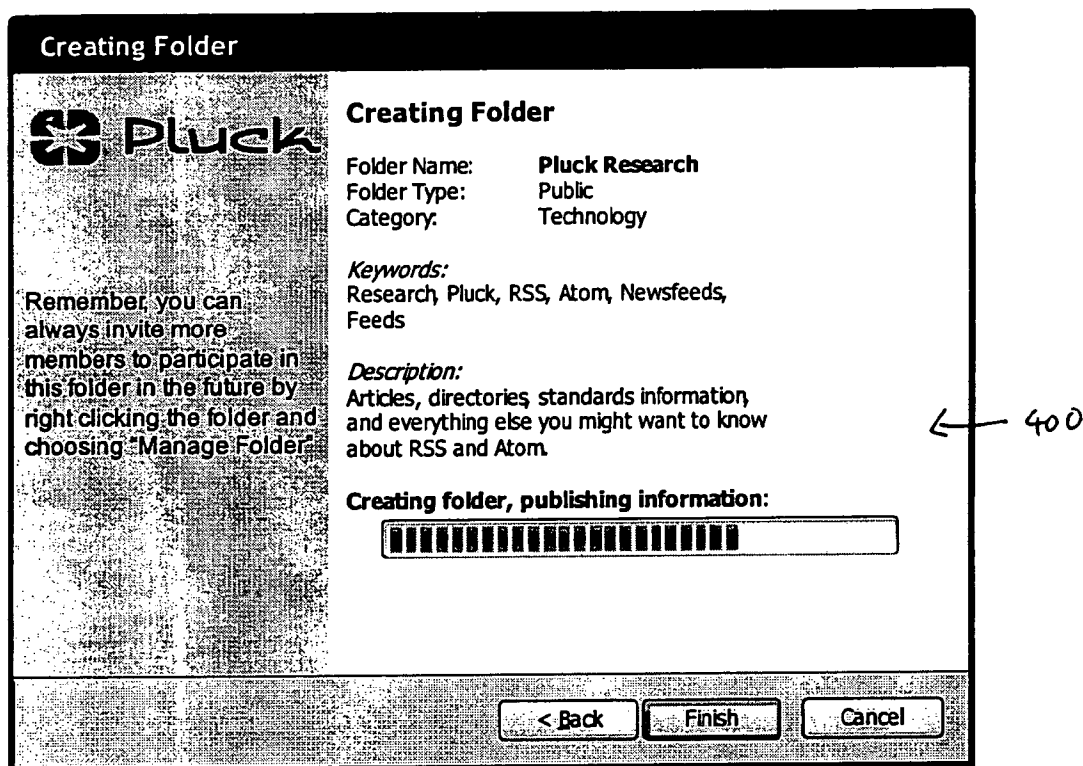 Creating Folder
Pluck
Remember, you can
always invite more
members to participate in
this folder in the future by
right clicking the folder and
choosing "Manage Folder"
Creating Folder
Folder Name: Pluck Research
Folder Type: Public
Category: Technology
Keywords:
Research, Pluck, RSS, Atom, Newsfeeds,
Feeds
Description:
Articles, directories, standards information,
and everything else you might want to know
about RSS and Atom.
Creating folder, publishing information:
400
< Back Finish Cancel